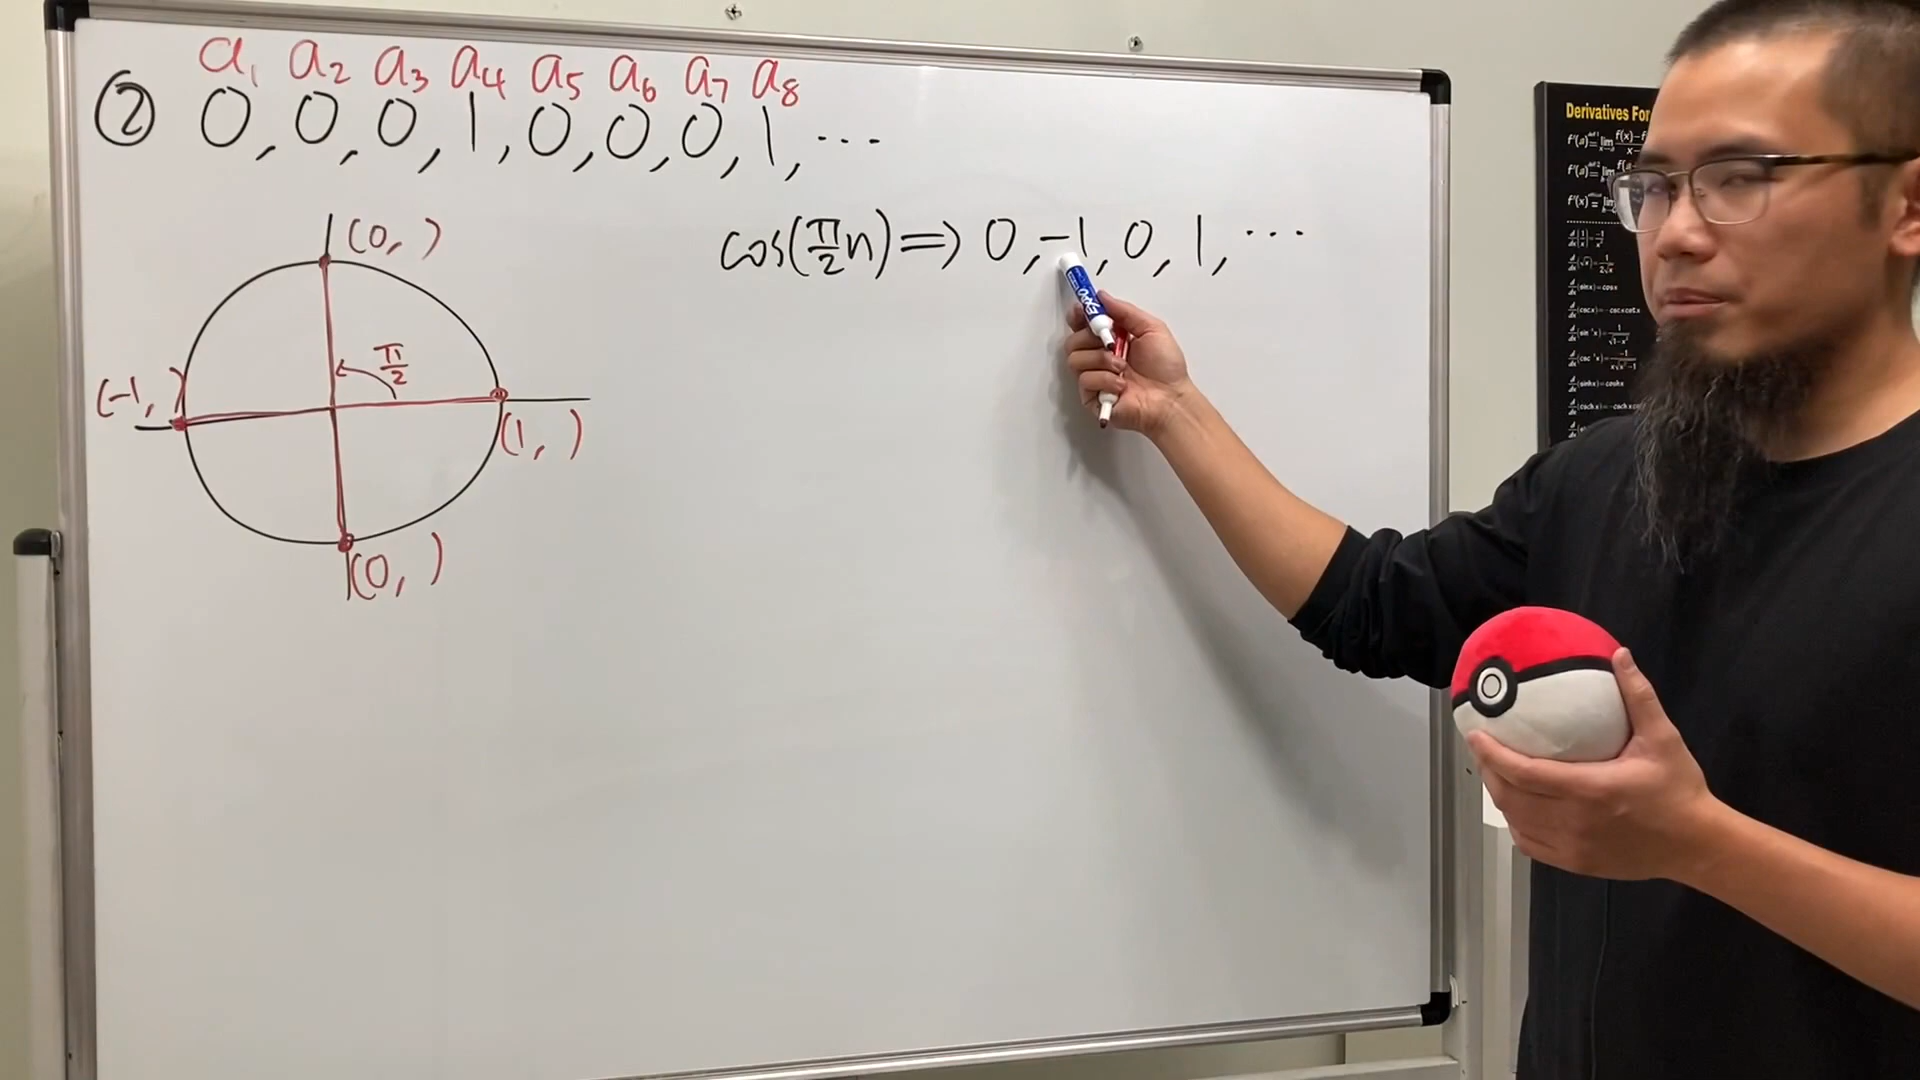 a₁ a₂ a₃ a₄ a₅ a₆ a₇ a₈
② 0, 0, 0, 1, 0, 0, 0, 1, ...
cos(π/2 n) ⇒ 0, -1, 0, 1, ...
(0, )
π/2
(-1, )
(1, )
(0, )
EXPO
Derivatives For